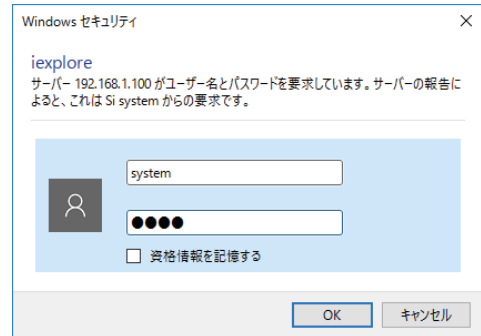 Windows セキュリティ
iexplore
サーバー 192.168.1.100 がユーザー名とパスワードを要求しています。サーバーの報告に
よると、これは Si system からの要求です。
system
●●●●
資格情報を記憶する
OK
キャンセル